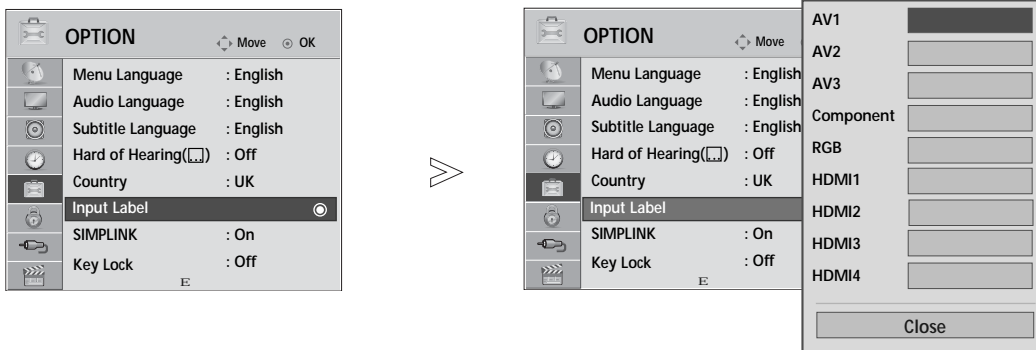 OPTION
Move OK
Menu Language : English
Audio Language : English
Subtitle Language : English
Hard of Hearing( ) : Off
Country : UK
Input Label
SIMPLINK : On
Key Lock : Off
E
OPTION
Move
Menu Language : English
Audio Language : English
Subtitle Language : English
Hard of Hearing( ) : Off
Country : UK
Input Label
SIMPLINK : On
Key Lock : Off
E
AV1
AV2
AV3
Component
RGB
HDMI1
HDMI2
HDMI3
HDMI4
Close